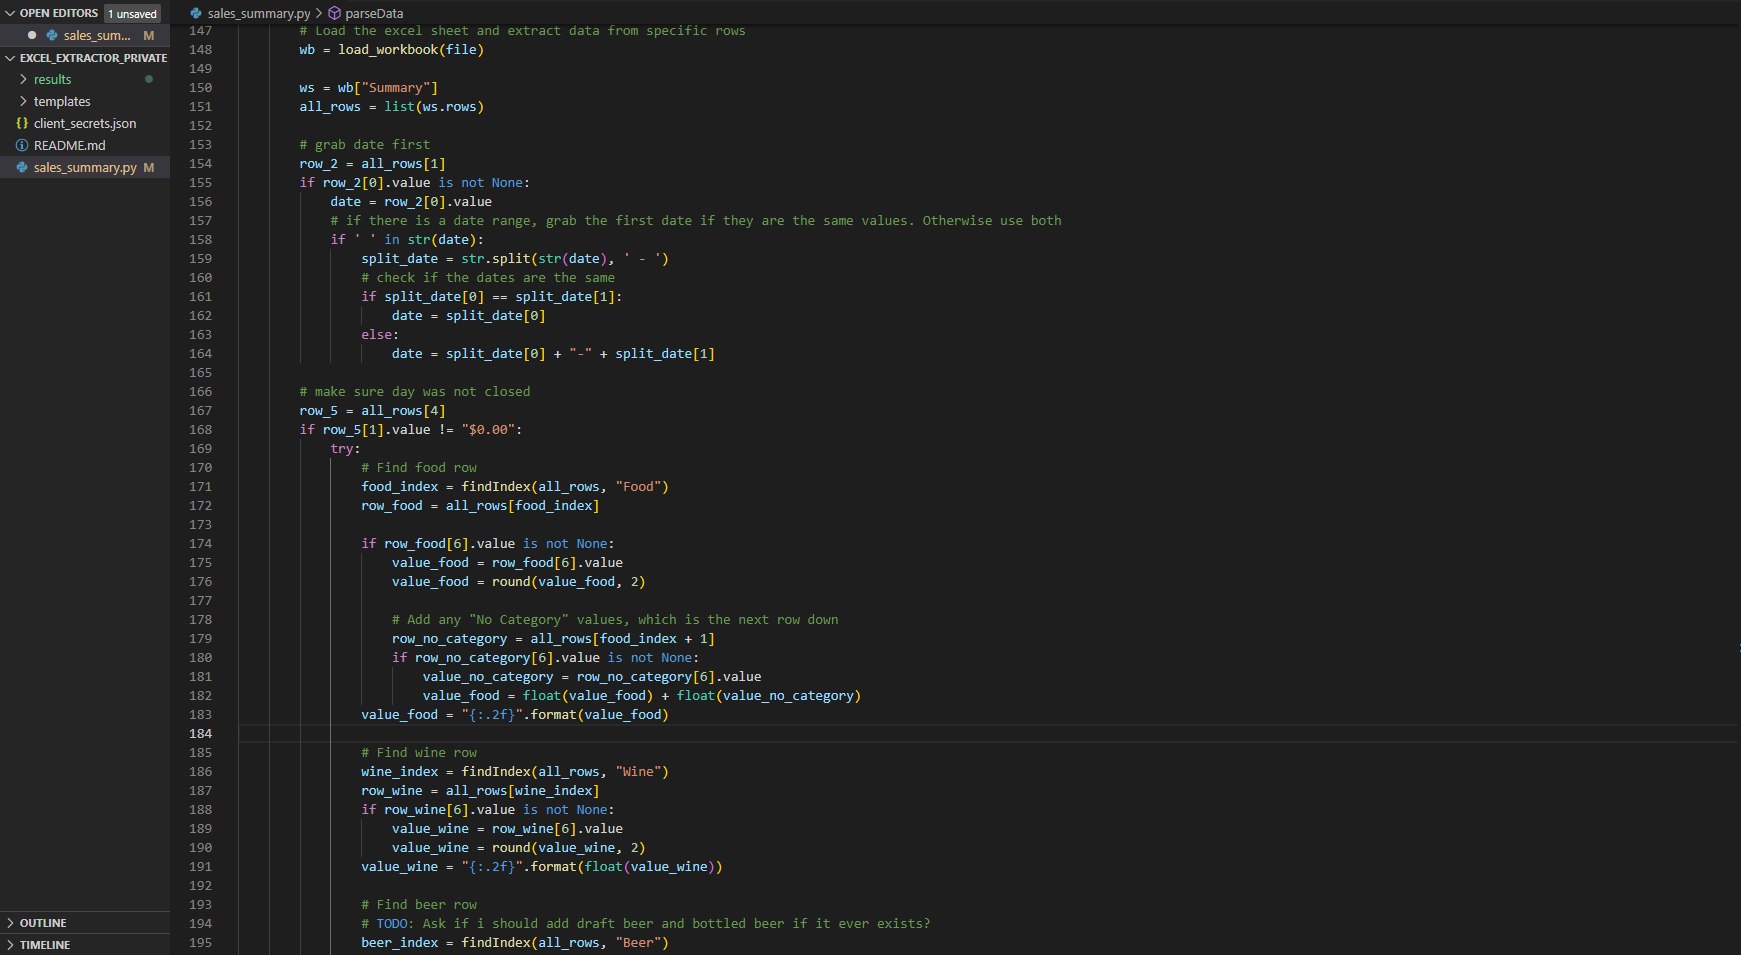 OPEN EDITORS 1 unsaved
sales_sum... M
EXCEL_EXTRACTOR_PRIVATE
results
templates
{} client_secrets.json
README.md
sales_summary.py M
OUTLINE
TIMELINE
sales_summary.py > parseData
147 # Load the excel sheet and extract data from specific rows
148 wb = load_workbook(file)
149
150 ws = wb["Summary"]
151 all_rows = list(ws.rows)
152
153 # grab date first
154 row_2 = all_rows[1]
155 if row_2[0].value is not None:
156 date = row_2[0].value
157 # if there is a date range, grab the first date if they are the same values. Otherwise use both
158 if ' ' in str(date):
159 split_date = str.split(str(date), ' - ')
160 # check if the dates are the same
161 if split_date[0] == split_date[1]:
162 date = split_date[0]
163 else:
164 date = split_date[0] + "-" + split_date[1]
165
166 # make sure day was not closed
167 row_5 = all_rows[4]
168 if row_5[1].value != "$0.00":
169 try:
170 # Find food row
171 food_index = findIndex(all_rows, "Food")
172 row_food = all_rows[food_index]
173
174 if row_food[6].value is not None:
175 value_food = row_food[6].value
176 value_food = round(value_food, 2)
177
178 # Add any "No Category" values, which is the next row down
179 row_no_category = all_rows[food_index + 1]
180 if row_no_category[6].value is not None:
181 value_no_category = row_no_category[6].value
182 value_food = float(value_food) + float(value_no_category)
183 value_food = "{:.2f}".format(value_food)
184
185 # Find wine row
186 wine_index = findIndex(all_rows, "Wine")
187 row_wine = all_rows[wine_index]
188 if row_wine[6].value is not None:
189 value_wine = row_wine[6].value
190 value_wine = round(value_wine, 2)
191 value_wine = "{:.2f}".format(float(value_wine))
192
193 # Find beer row
194 # TODO: Ask if i should add draft beer and bottled beer if it ever exists?
195 beer_index = findIndex(all_rows, "Beer")